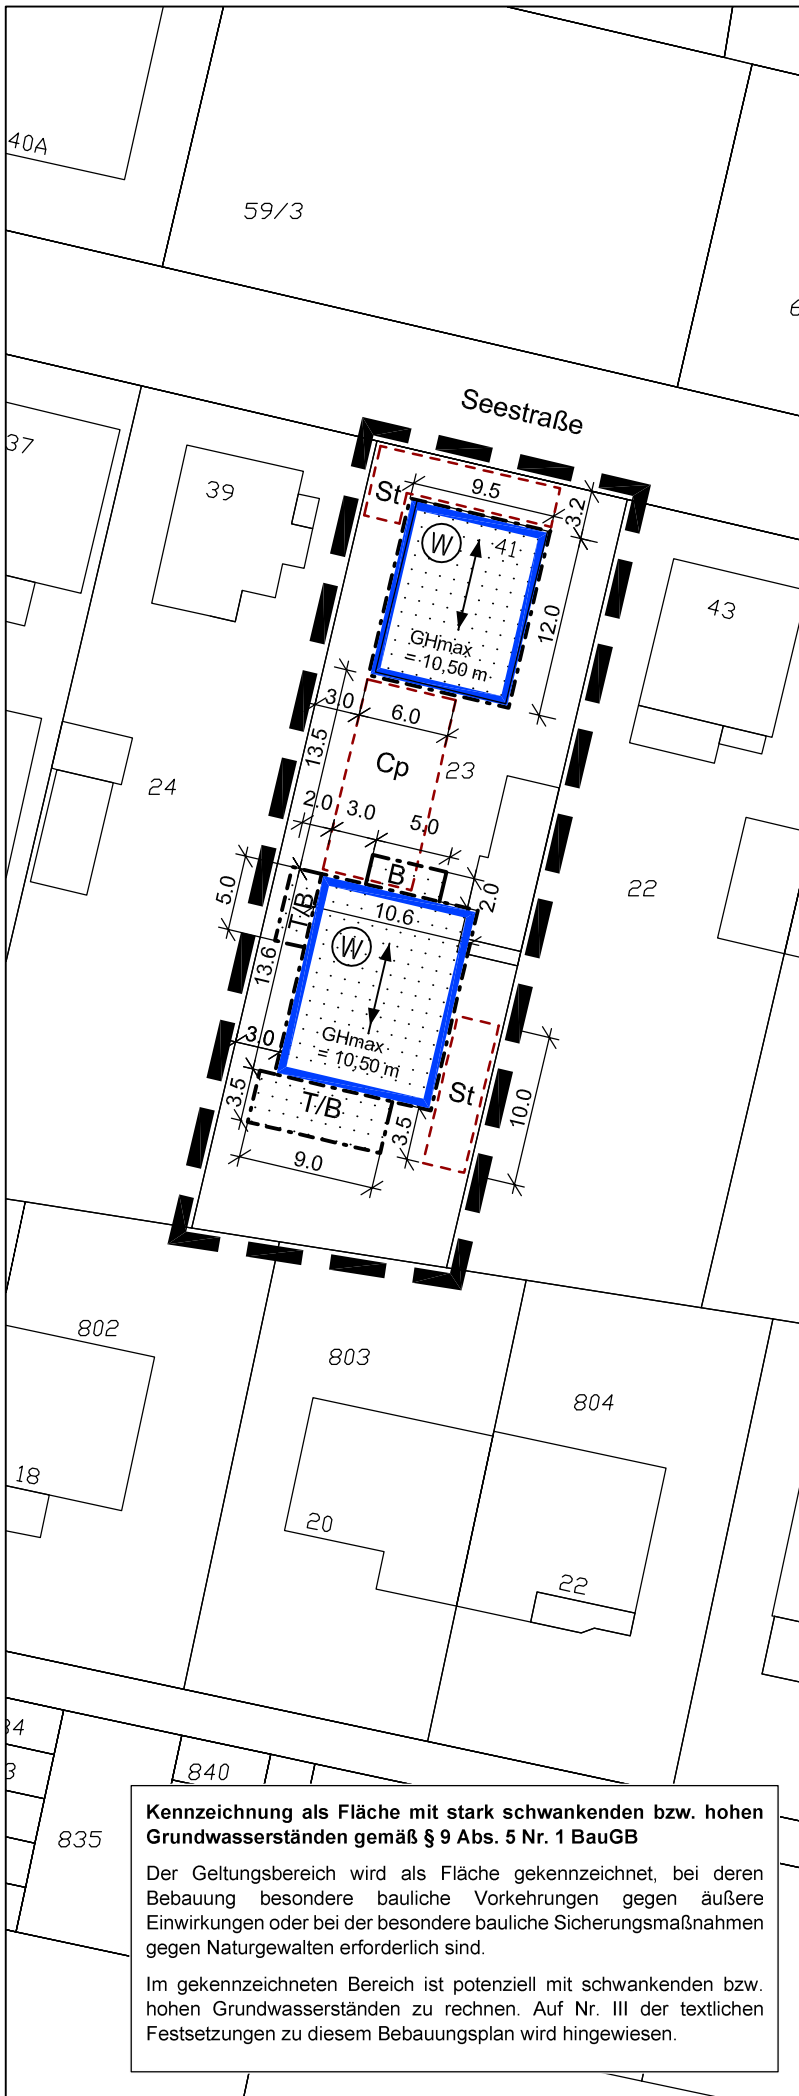 40A
59/3
Seestraße
37
39
St
9.5
3.2
W
41
43
12.0
GHmax
= 10,50 m
3.0
6.0
13.5
Cp
23
24
2.0
3.0
5.0
22
B
5.0
T/B
2.0
10.6
W
13.6
GHmax
= 10,50 m
3.0
St
3.5
T/B
10.0
3.5
9.0
802
803
804
18
20
22
840
835
Kennzeichnung als Fläche mit stark schwankenden bzw. hohen
Grundwasserständen gemäß § 9 Abs. 5 Nr. 1 BauGB
Der Geltungsbereich wird als Fläche gekennzeichnet, bei deren
Bebauung besondere bauliche Vorkehrungen gegen äußere
Einwirkungen oder bei der besondere bauliche Sicherungsmaßnahmen
gegen Naturgewalten erforderlich sind.
Im gekennzeichneten Bereich ist potenziell mit schwankenden bzw.
hohen Grundwasserständen zu rechnen. Auf Nr. III der textlichen
Festsetzungen zu diesem Bebauungsplan wird hingewiesen.